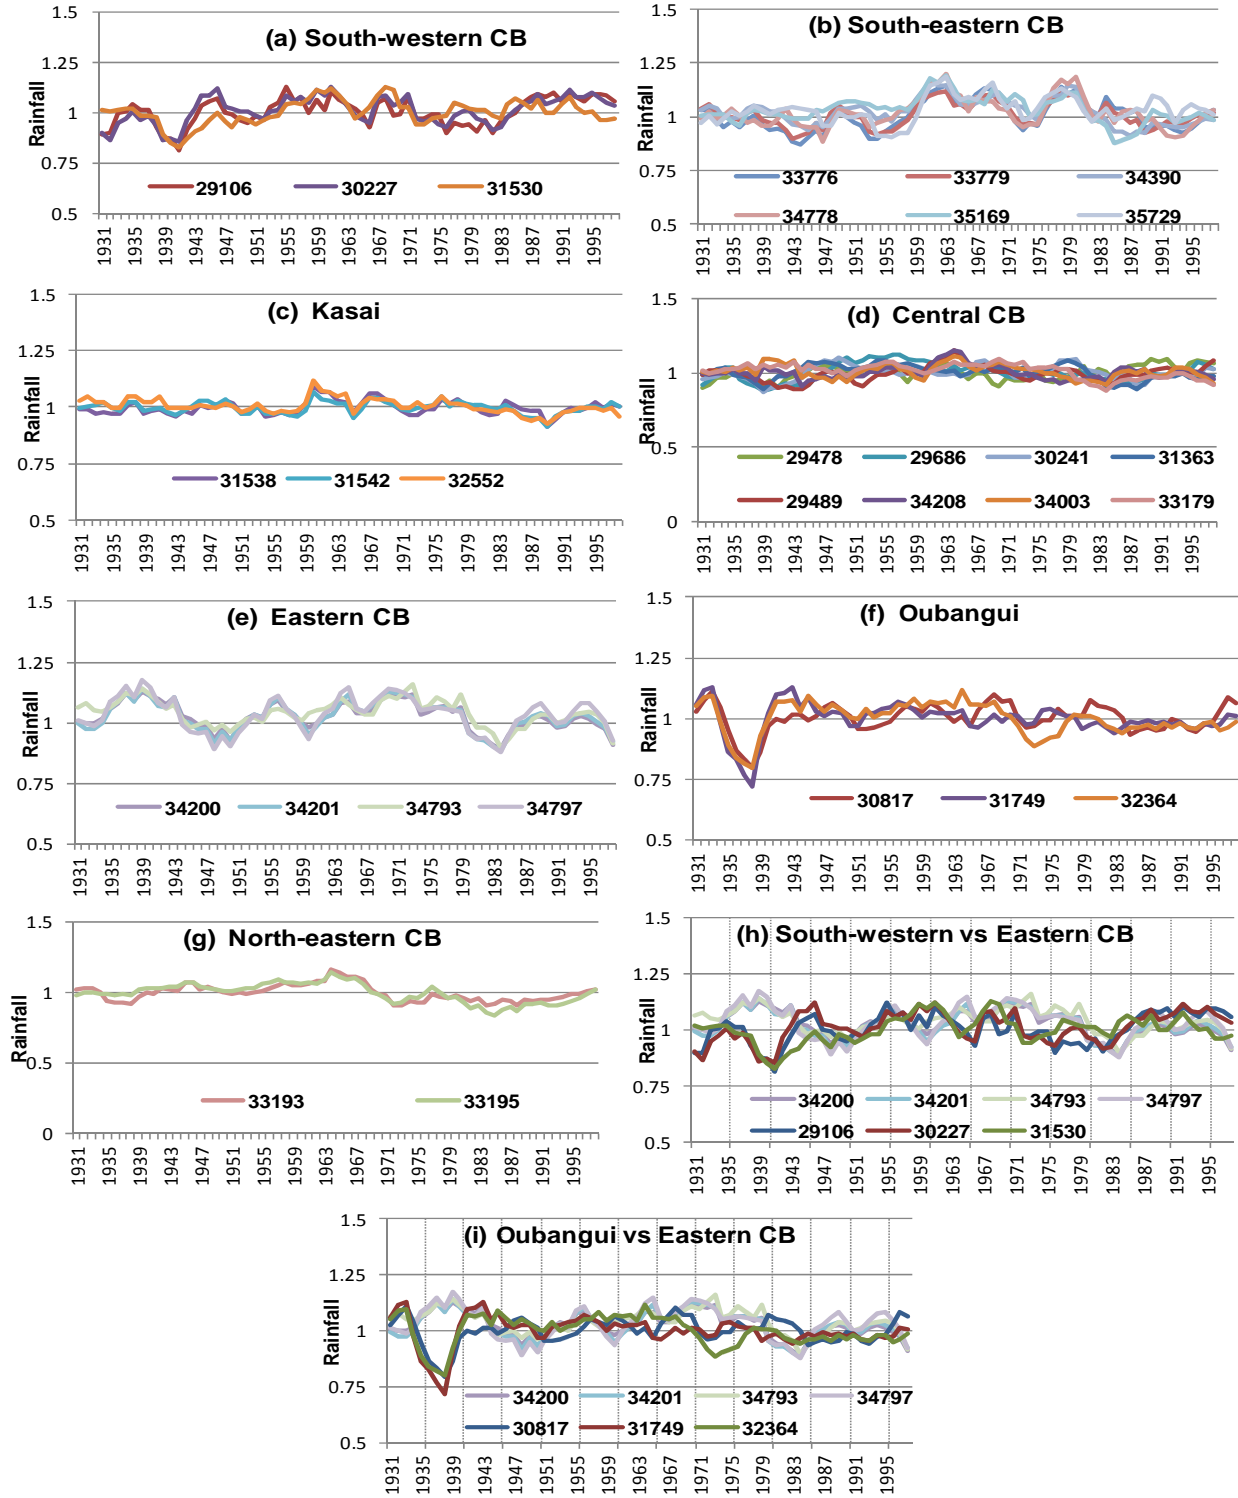 (a) South-western CB
Rainfall
1.5
1.25
1
0.75
0.5
29106 30227 31530
1931 1935 1939 1943 1947 1951 1955 1959 1963 1967 1971 1975 1979 1983 1987 1991 1995
(b) South-eastern CB
Rainfall
1.5
1.25
1
0.75
0.5
33776 33779 34390
34778 35169 35729
1931 1935 1939 1943 1947 1951 1955 1959 1963 1967 1971 1975 1979 1983 1987 1991 1995
(c) Kasai
Rainfall
1.5
1.25
1
0.75
0.5
31538 31542 32552
1931 1935 1939 1943 1947 1951 1955 1959 1963 1967 1971 1975 1979 1983 1987 1991 1995
(d) Central CB
Rainfall
1.5
1
0.5
0
29478 29686 30241 31363
29489 34208 34003 33179
1931 1935 1939 1943 1947 1951 1955 1959 1963 1967 1971 1975 1979 1983 1987 1991 1995
(e) Eastern CB
Rainfall
1.5
1.25
1
0.75
0.5
34200 34201 34793 34797
1931 1935 1939 1943 1947 1951 1955 1959 1963 1967 1971 1975 1979 1983 1987 1991 1995
(f) Oubangui
Rainfall
1.5
1.25
1
0.75
0.5
30817 31749 32364
1931 1935 1939 1943 1947 1951 1955 1959 1963 1967 1971 1975 1979 1983 1987 1991 1995
(g) North-eastern CB
Rainfall
1.5
1
0.5
0
33193 33195
1931 1935 1939 1943 1947 1951 1955 1959 1963 1967 1971 1975 1979 1983 1987 1991 1995
(h) South-western vs Eastern CB
Rainfall
1.5
1.25
1
0.75
0.5
34200 34201 34793 34797
29106 30227 31530
1931 1935 1939 1943 1947 1951 1955 1959 1963 1967 1971 1975 1979 1983 1987 1991 1995
(i) Oubangui vs Eastern CB
Rainfall
1.5
1.25
1
0.75
0.5
34200 34201 34793 34797
30817 31749 32364
1931 1935 1939 1943 1947 1951 1955 1959 1963 1967 1971 1975 1979 1983 1987 1991 1995